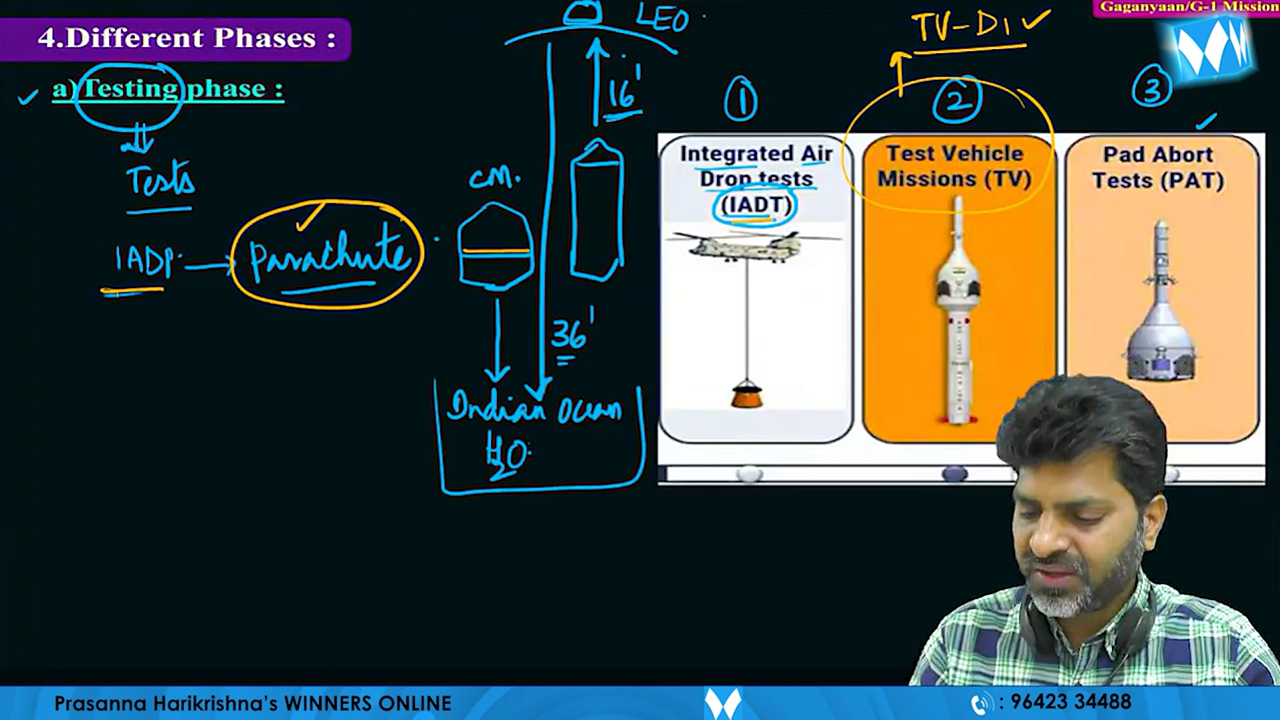 Gaganyaan/G-1 Mission
4.Different Phases :
a)Testing phase :
Tests
IADP
Parachute
CM.
LEO
16'
36'
Indian Ocean
H2O
TV-D1
1
2
3
Integrated Air
Drop tests
(IADT)
Test Vehicle
Missions (TV)
Pad Abort
Tests (PAT)
Prasanna Harikrishna's WINNERS ONLINE
: 96423 34488